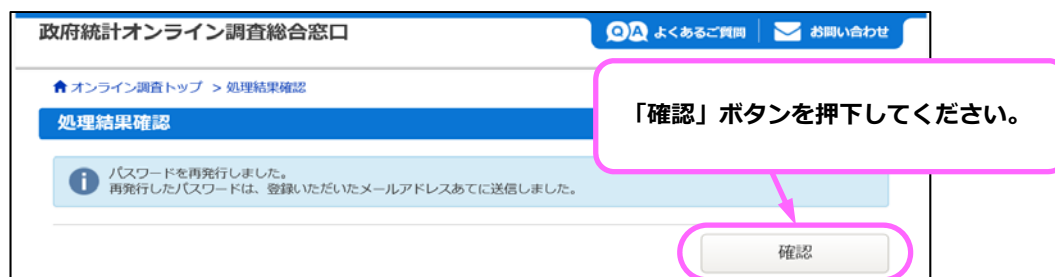 政府統計オンライン調査総合窓口
QA よくあるご質問
お問い合わせ
オンライン調査トップ > 処理結果確認
処理結果確認
「確認」ボタンを押下してください。
パスワードを再発行しました。
再発行したパスワードは、登録いただいたメールアドレスあてに送信しました。
確認